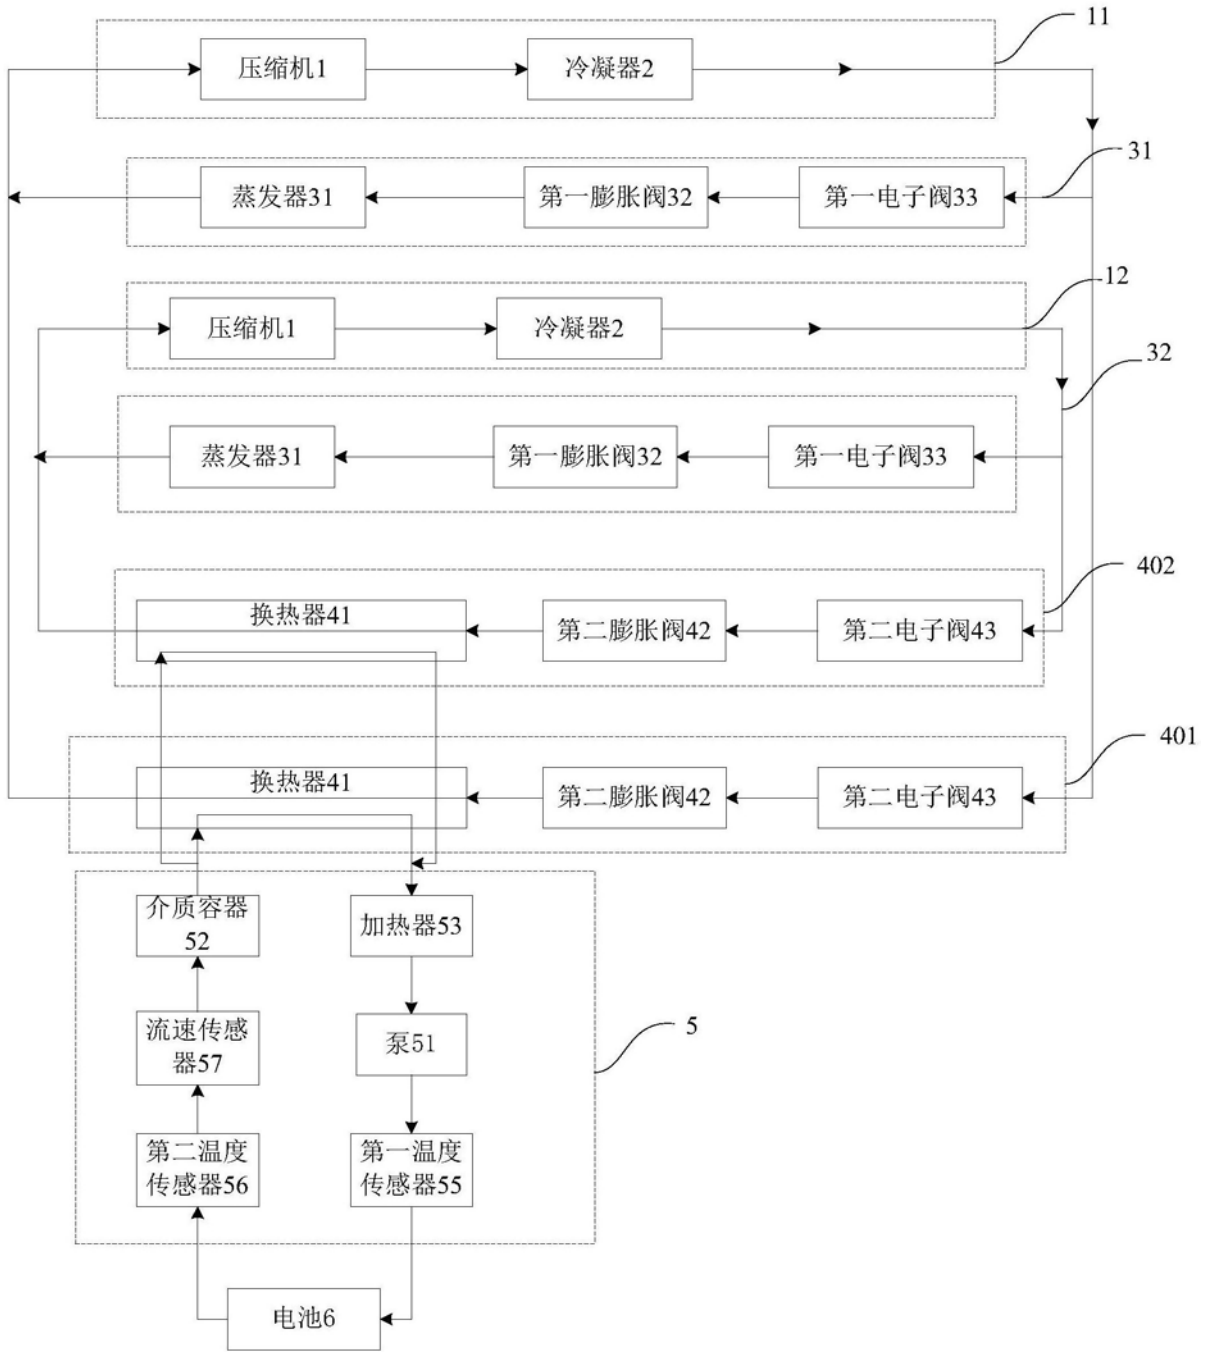 11
压缩机1
冷凝器2
31
蒸发器31
第一膨胀阀32
第一电子阀33
12
压缩机1
冷凝器2
32
蒸发器31
第一膨胀阀32
第一电子阀33
402
换热器41
第二膨胀阀42
第二电子阀43
401
换热器41
第二膨胀阀42
第二电子阀43
介质容器
52
加热器53
流速传感
器57
泵51
5
第二温度
传感器56
第一温度
传感器55
电池6